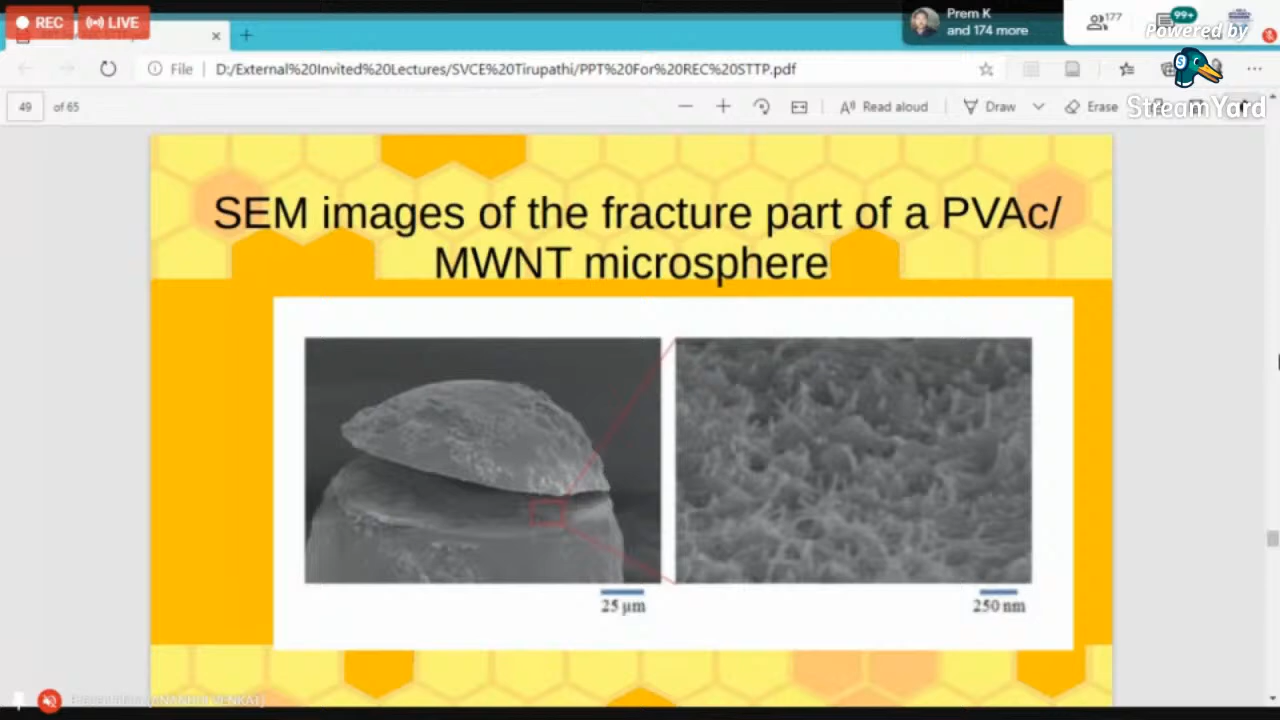 REC
LIVE
Prem K
and 174 more
177
99+
Powered by
StreamYard
File
D:/External%20Invited%20Lectures/SVCE%20Tirupathi/PPT%20For%20REC%20STTP.pdf
49 of 65
Read aloud
Draw
Erase
SEM images of the fracture part of a PVAc/
MWNT microsphere
25 µm
250 nm